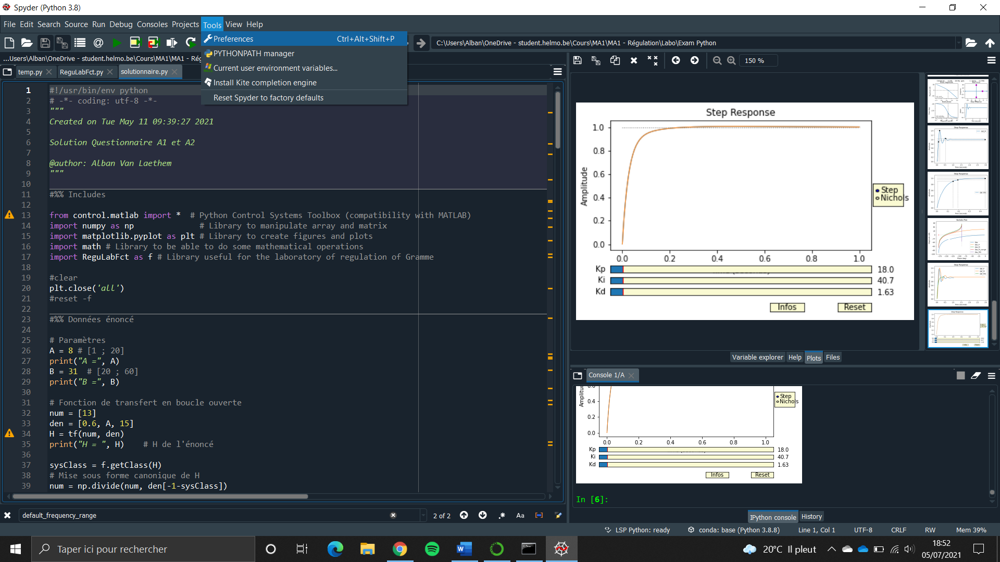 Spyder (Python 3.8)
File Edit Search Source Run Debug Consoles Projects Tools View Help
Preferences Ctrl+Alt+Shift+P
PYTHONPATH manager
Current user environment variables...
Install Kite completion engine
Reset Spyder to factory defaults
C:\Users\Alban\OneDrive - student.helmo.be\Cours\MA1\MA1 - Régulation\Labo\Exam Python
...Users\Alban\OneDrive - student.helmo.be\Cours\MA1\MA1 - Rég
temp.py ReguLabFct.py solutionnaire.py
1 #!/usr/bin/env python
2 # -*- coding: utf-8 -*-
3 """
4 Created on Tue May 11 09:39:27 2021
5
6 Solution Questionnaire A1 et A2
7
8 @author: Alban Van Laethem
9 """
10
11 #%% Includes
12
13 from control.matlab import * # Python Control Systems Toolbox (compatibility with MATLAB)
14 import numpy as np # Library to manipulate array and matrix
15 import matplotlib.pyplot as plt # Library to create figures and plots
16 import math # Library to be able to do some mathematical operations
17 import ReguLabFct as f # Library useful for the laboratory of regulation of Gramme
18
19 #clear
20 plt.close('all')
21 #reset -f
22
23 #%% Données énoncé
24
25 # Paramètres
26 A = 8 # [1 ; 20]
27 print("A =", A)
28 B = 31 # [20 ; 60]
29 print("B =", B)
30
31 # Fonction de transfert en boucle ouverte
32 num = [13]
33 den = [0.6, A, 15]
34 H = tf(num, den)
35 print("H = ", H) # H de l'énoncé
36
37 sysClass = f.getClass(H)
38 # Mise sous forme canonique de H
39 num = np.divide(num, den[-1-sysClass])
default_frequency_range
2 of 2
Aa
150 %
Step Response
Amplitude
1.0
0.8
0.6
0.4
0.2
0.0
0.0 0.2 0.4 0.6 0.8 1.0
Step
Nichols
Kp 18.0
Ki 40.7
Kd 1.63
Infos Reset
Variable explorer Help Plots Files
Console 1/A
0.4
0.2
0.0
0.0 0.2 0.4 0.6 0.8 1.0
Step
Nichols
Kp 18.0
Ki 40.7
Kd 1.63
Infos Reset
In [6]:
IPython console History
LSP Python: ready conda: base (Python 3.8.8) Line 1, Col 1 UTF-8 CRLF RW Mem 39%
Taper ici pour rechercher
20°C Il pleut
18:52
05/07/2021